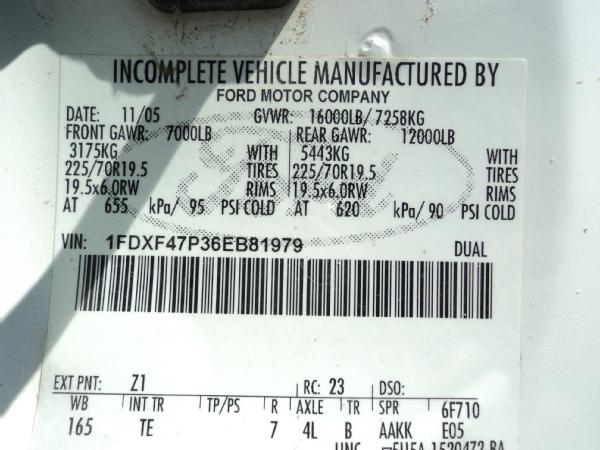 INCOMPLETE VEHICLE MANUFACTURED BY
FORD MOTOR COMPANY
DATE: 11/05 GVWR: 16000LB/ 7258KG
FRONT GAWR: 7000LB REAR GAWR: 12000LB
3175KG WITH 5443KG WITH
225/70R19.5 TIRES 225/70R19.5 TIRES
19.5x6.0RW RIMS 19.5x6.0RW RIMS
AT 655 kPa/ 95 PSI COLD AT 620 kPa/ 90 PSI COLD
VIN: 1FDXF47P36EB81979 DUAL
EXT PNT: Z1 RC: 23 DSO:
WB INT TR TP/PS R AXLE TR SPR 6F710
165 TE 7 4L B AAKK E05